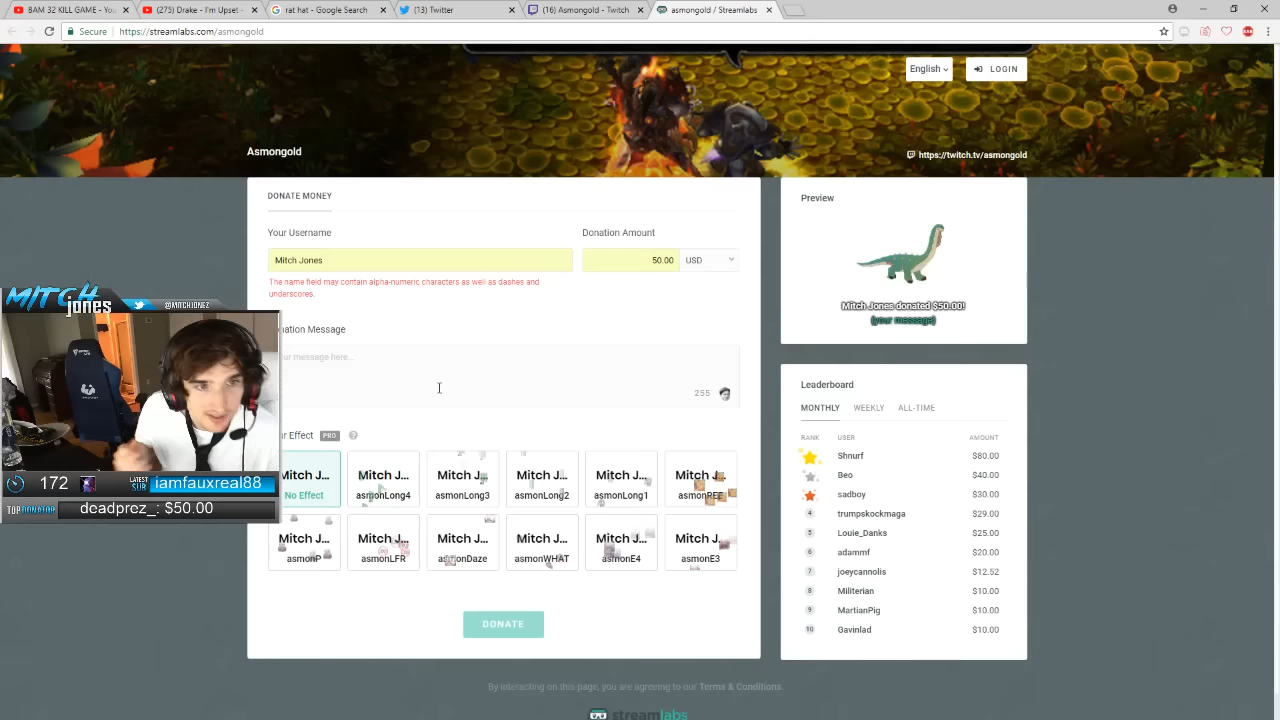 8AM 32 KILL GAME - You
(275) Drake - I'm Upset -
rat hat - Google Search
(13) Twitter
(16) Asmongold - Twitch
asmongold / Streamlabs
Secure
https://streamlabs.com/asmongold
English
LOGIN
Asmongold
https://twitch.tv/asmongold
DONATE MONEY
Your Username
Donation Amount
Mitch Jones
50.00
USD
The name field may contain alpha-numeric characters as well as dashes and
underscores.
nation Message
ur message here...
255
r Effect
PRO
?
Mitch J...
No Effect
Mitch J...
asmonLong4
Mitch J...
asmonLong3
Mitch J...
asmonLong2
Mitch J...
asmonLong1
Mitch J...
asmonREE
Mitch J...
asmonP
Mitch J...
asmonLFR
Mitch J...
asmonDaze
Mitch J...
asmonWHAT
Mitch J...
asmonE4
Mitch J...
asmonE3
DONATE
Preview
Mitch Jones donated $50.00!
(your message)
Leaderboard
MONTHLY WEEKLY ALL-TIME
RANK USER AMOUNT
Shnurf $80.00
Beo $40.00
sadboy $30.00
4 trumpskockmaga $29.00
5 Louie_Danks $25.00
6 adammf $20.00
7 joeycannolis $12.52
8 Militerian $10.00
9 MartianPig $10.00
10 Gavinlad $10.00
By interacting on this page, you are agreeing to our Terms & Conditions.
streamlabs
MITCH
jones
@MITCHJONEZ
172
LATEST
SUB
iamfauxreal88
TOP DONATOR
deadprez_: $50.00